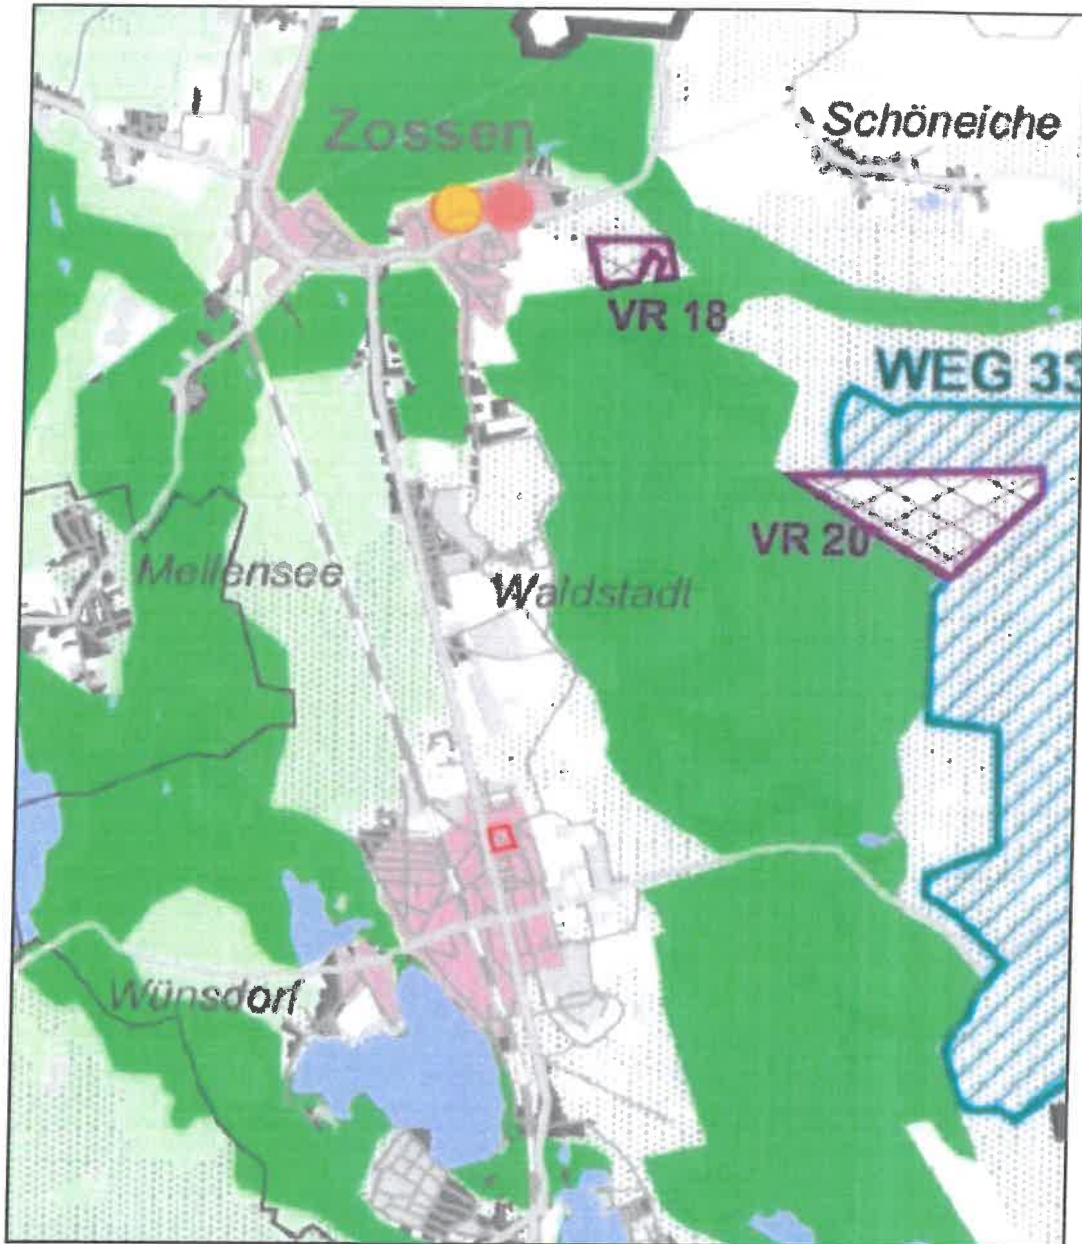 Zossen
Schöneiche
VR 18
WEG 33
VR 20
Mellensee
Waldstadt
Wünsdorf